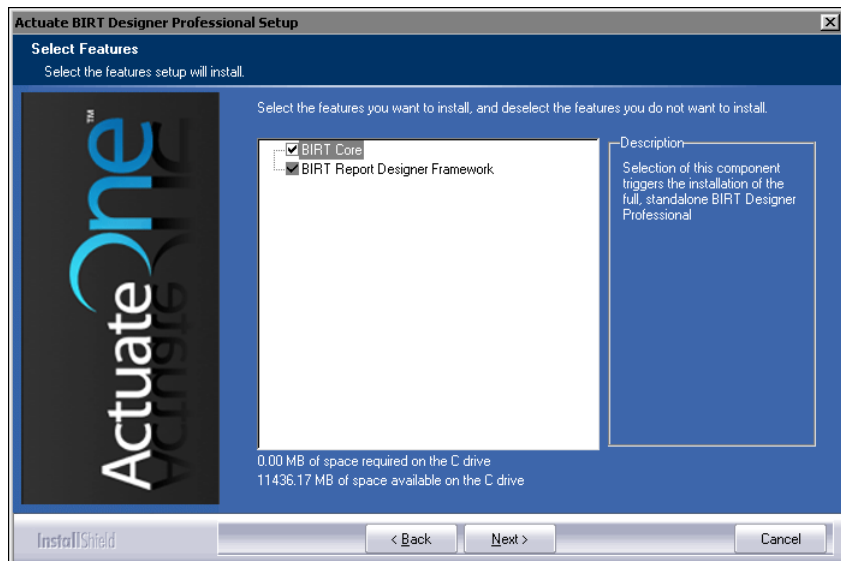 Actuate BIRT Designer Professional Setup
Select Features
Select the features setup will install.
Select the features you want to install, and deselect the features you do not want to install.
BIRT Core
BIRT Report Designer Framework
Description
Selection of this component
triggers the installation of the
full, standalone BIRT Designer
Professional
ActuateOne™
0.00 MB of space required on the C drive
11436.17 MB of space available on the C drive
InstallShield
< Back
Next >
Cancel